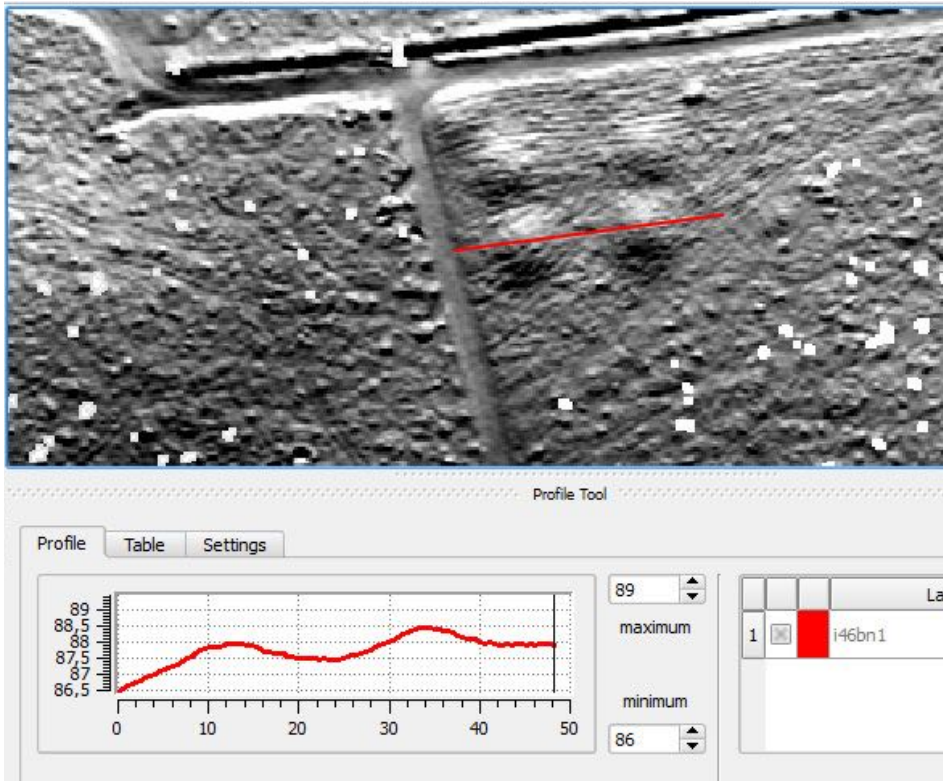 Profile Tool
Profile Table Settings
89
88,5
88
87,5
87
86,5
0 10 20 30 40 50
89
maximum
minimum
86
La
1 i46bn1